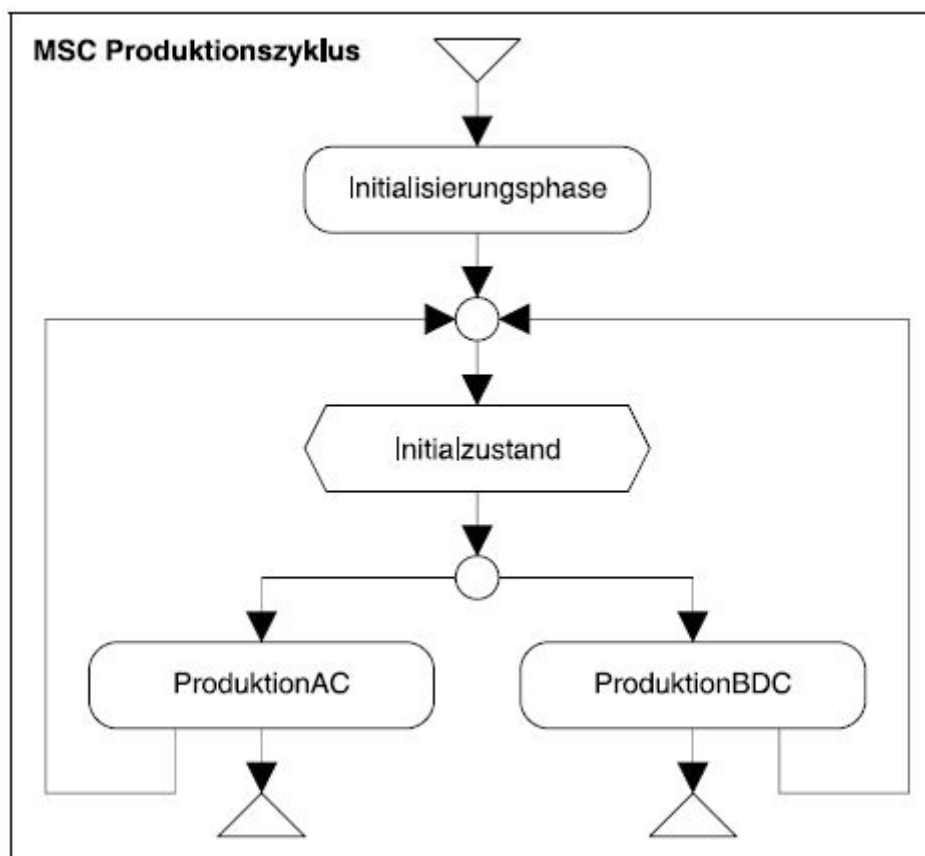 MSC Produktionszyklus
Initialisierungsphase
Initialzustand
ProduktionAC
ProduktionBDC